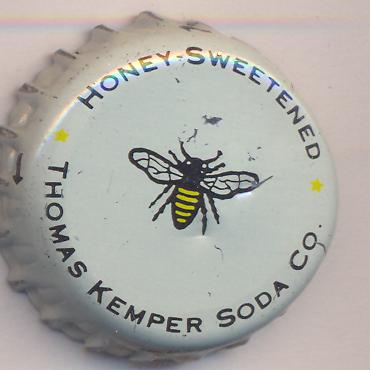 HONEY-SWEETENED
THOMAS KEMPER SODA CO.